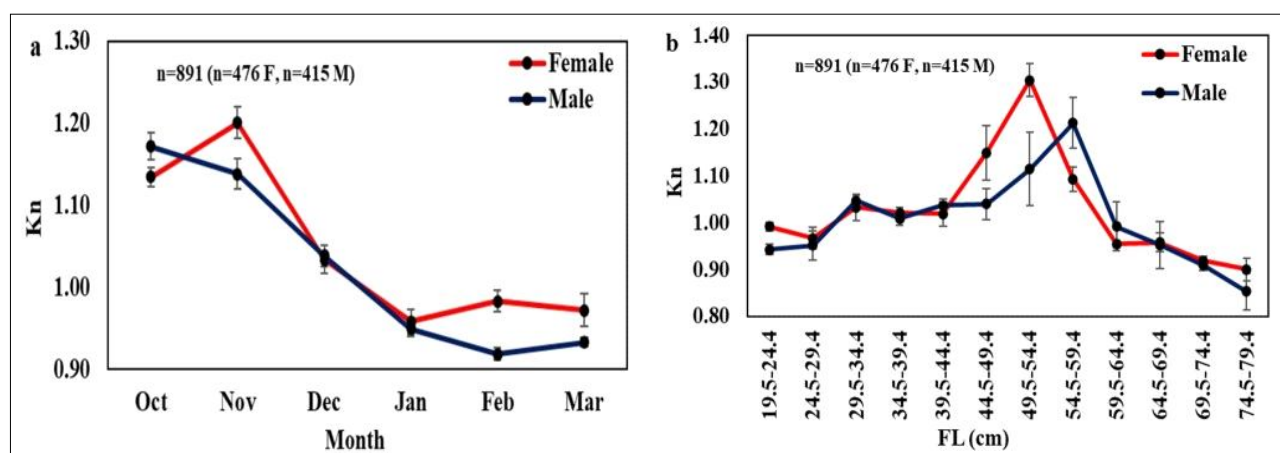 a
n=891 (n=476 F, n=415 M)
Female
Male
1.30
1.20
1.10
1.00
0.90
Kn
Oct Nov Dec Jan Feb Mar
Month
b
n=891 (n=476 F, n=415 M)
Female
Male
1.40
1.30
1.20
1.10
1.00
0.90
0.80
Kn
19.5-24.4
24.5-29.4
29.5-34.4
34.5-39.4
39.5-44.4
44.5-49.4
49.5-54.4
54.5-59.4
59.5-64.4
64.5-69.4
69.5-74.4
74.5-79.4
FL (cm)